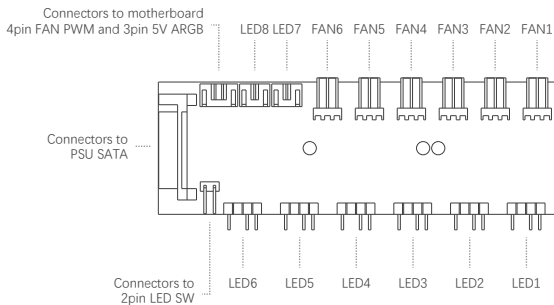 Connectors to motherboard
4pin FAN PWM and 3pin 5V ARGB
LED8 LED7 FAN6 FAN5 FAN4 FAN3 FAN2 FAN1
Connectors to
PSU SATA
LED6 LED5 LED4 LED3 LED2 LED1
Connectors to
2pin LED SW